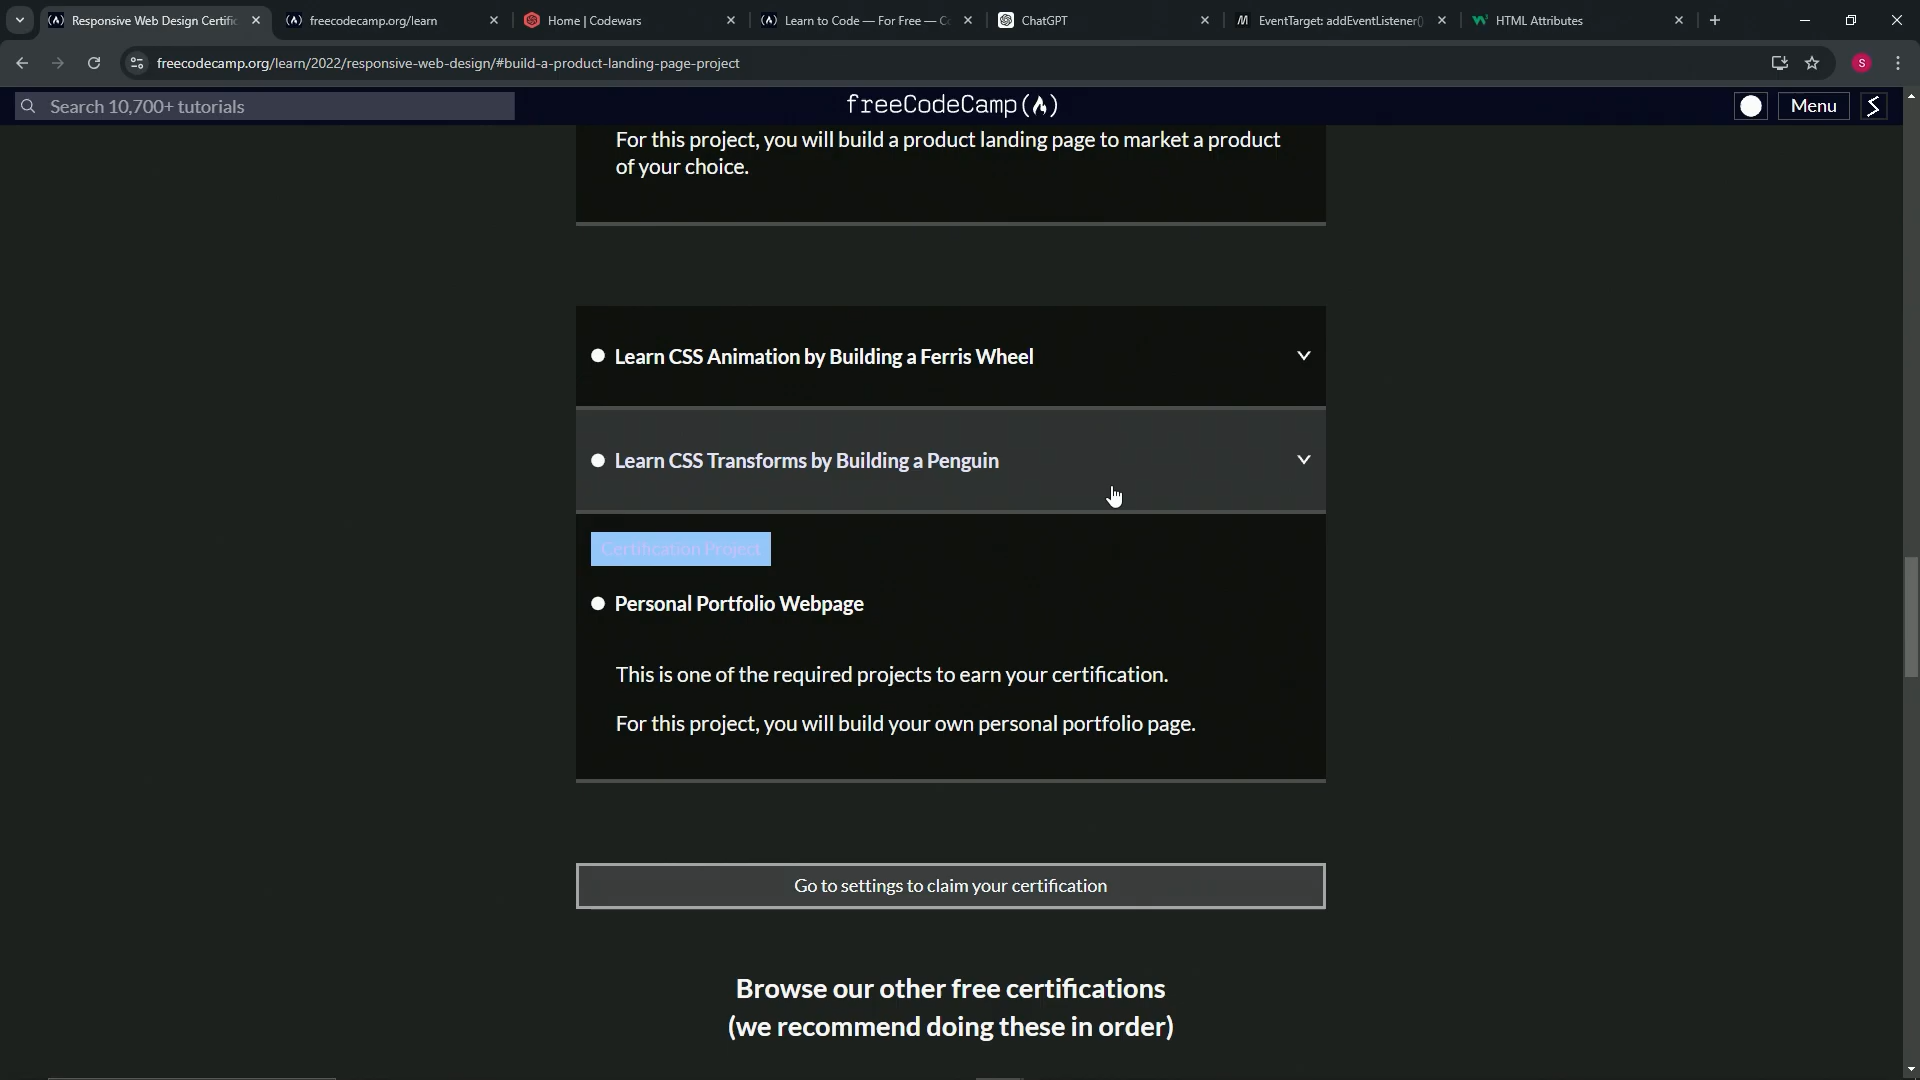 Responsive Web Design Certific
freecodecamp.org/learn
Home | Codewars
Learn to Code — For Free — C
ChatGPT
EventTarget: addEventListener()
HTML Attributes
S
freecodecamp.org/learn/2022/responsive-web-design/#build-a-product-landing-page-project
Search 10,700+ tutorials
freeCodeCamp
Menu
For this project, you will build a product landing page to market a product
of your choice.
Learn CSS Animation by Building a Ferris Wheel
Learn CSS Transforms by Building a Penguin
Certification Project
Personal Portfolio Webpage
This is one of the required projects to earn your certification.
For this project, you will build your own personal portfolio page.
Go to settings to claim your certification
Browse our other free certifications
(we recommend doing these in order)